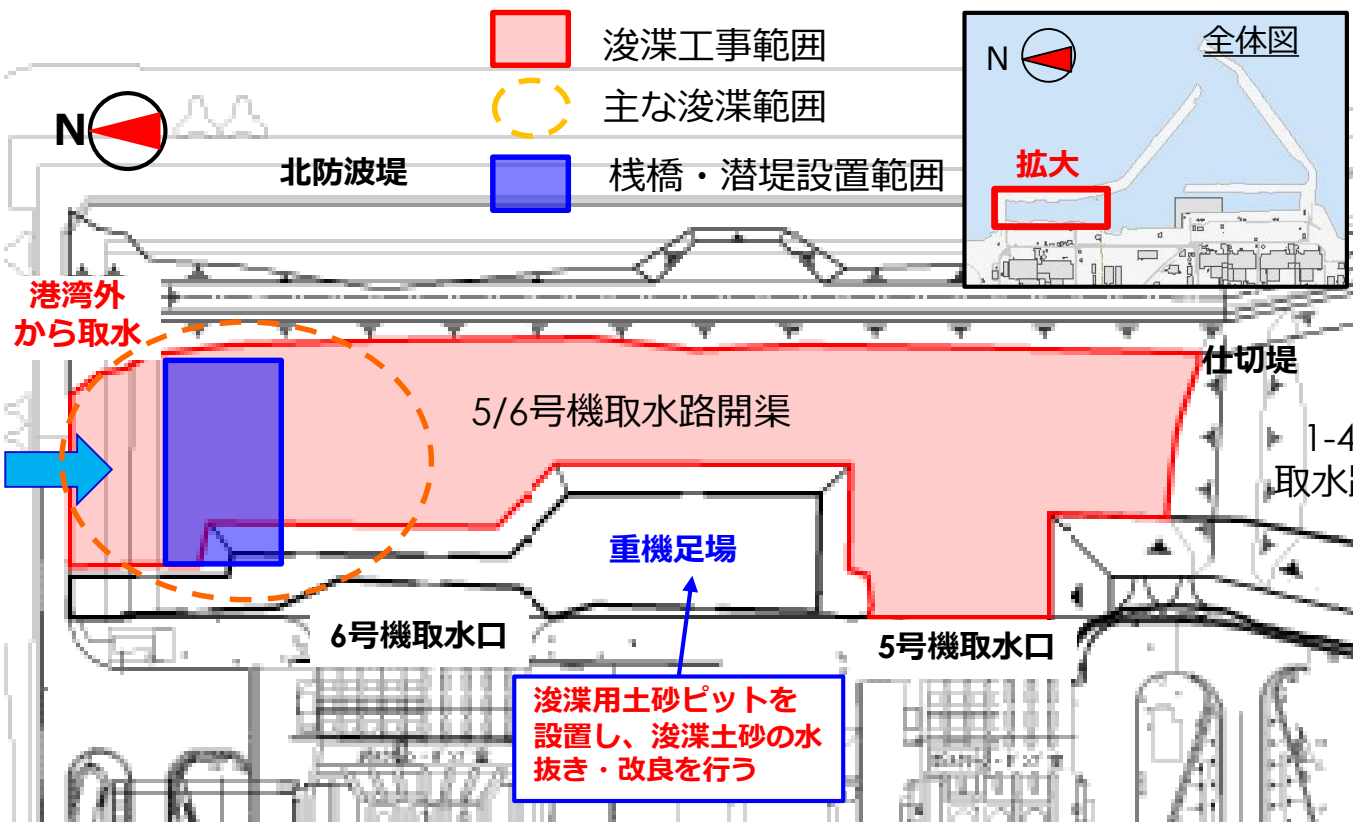 浚渫工事範囲
主な浚渫範囲
桟橋・潜堤設置範囲
N
全体図
拡大
N
北防波堤
港湾外
から取水
仕切堤
5/6号機取水路開渠
1-4
取水路
重機足場
6号機取水口
5号機取水口
浚渫用土砂ピットを
設置し、浚渫土砂の水
抜き・改良を行う